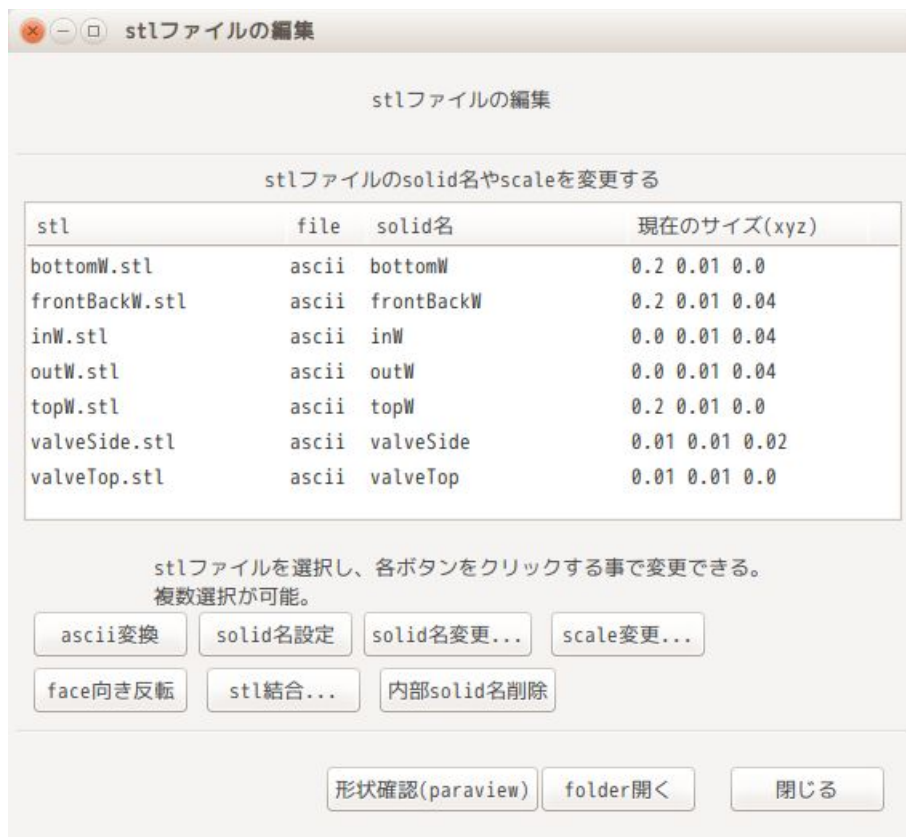 stlファイルの編集
stlファイルの編集
stlファイルのsolid名やscaleを変更する
stl file solid名 現在のサイズ(xyz)
bottomW.stl ascii bottomW 0.2 0.01 0.0
frontBackW.stl ascii frontBackW 0.2 0.01 0.04
inW.stl ascii inW 0.0 0.01 0.04
outW.stl ascii outW 0.0 0.01 0.04
topW.stl ascii topW 0.2 0.01 0.0
valveSide.stl ascii valveSide 0.01 0.01 0.02
valveTop.stl ascii valveTop 0.01 0.01 0.0
stlファイルを選択し、各ボタンをクリックする事で変更できる。
複数選択が可能。
ascii変換 solid名設定 solid名変更... scale変更...
face向き反転 stl結合... 内部solid名削除
形状確認(paraview) folder開く 閉じる